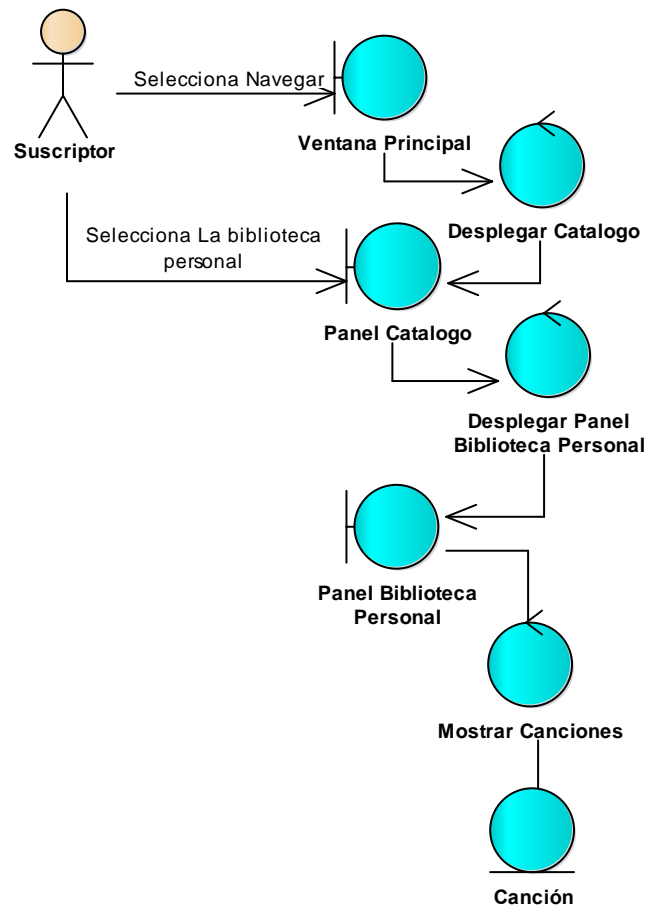 Selecciona Navegar
Suscriptor
Ventana Principal
Selecciona La biblioteca
personal
Desplegar Catalogo
Panel Catalogo
Desplegar Panel
Biblioteca Personal
Panel Biblioteca
Personal
Mostrar Canciones
Canción